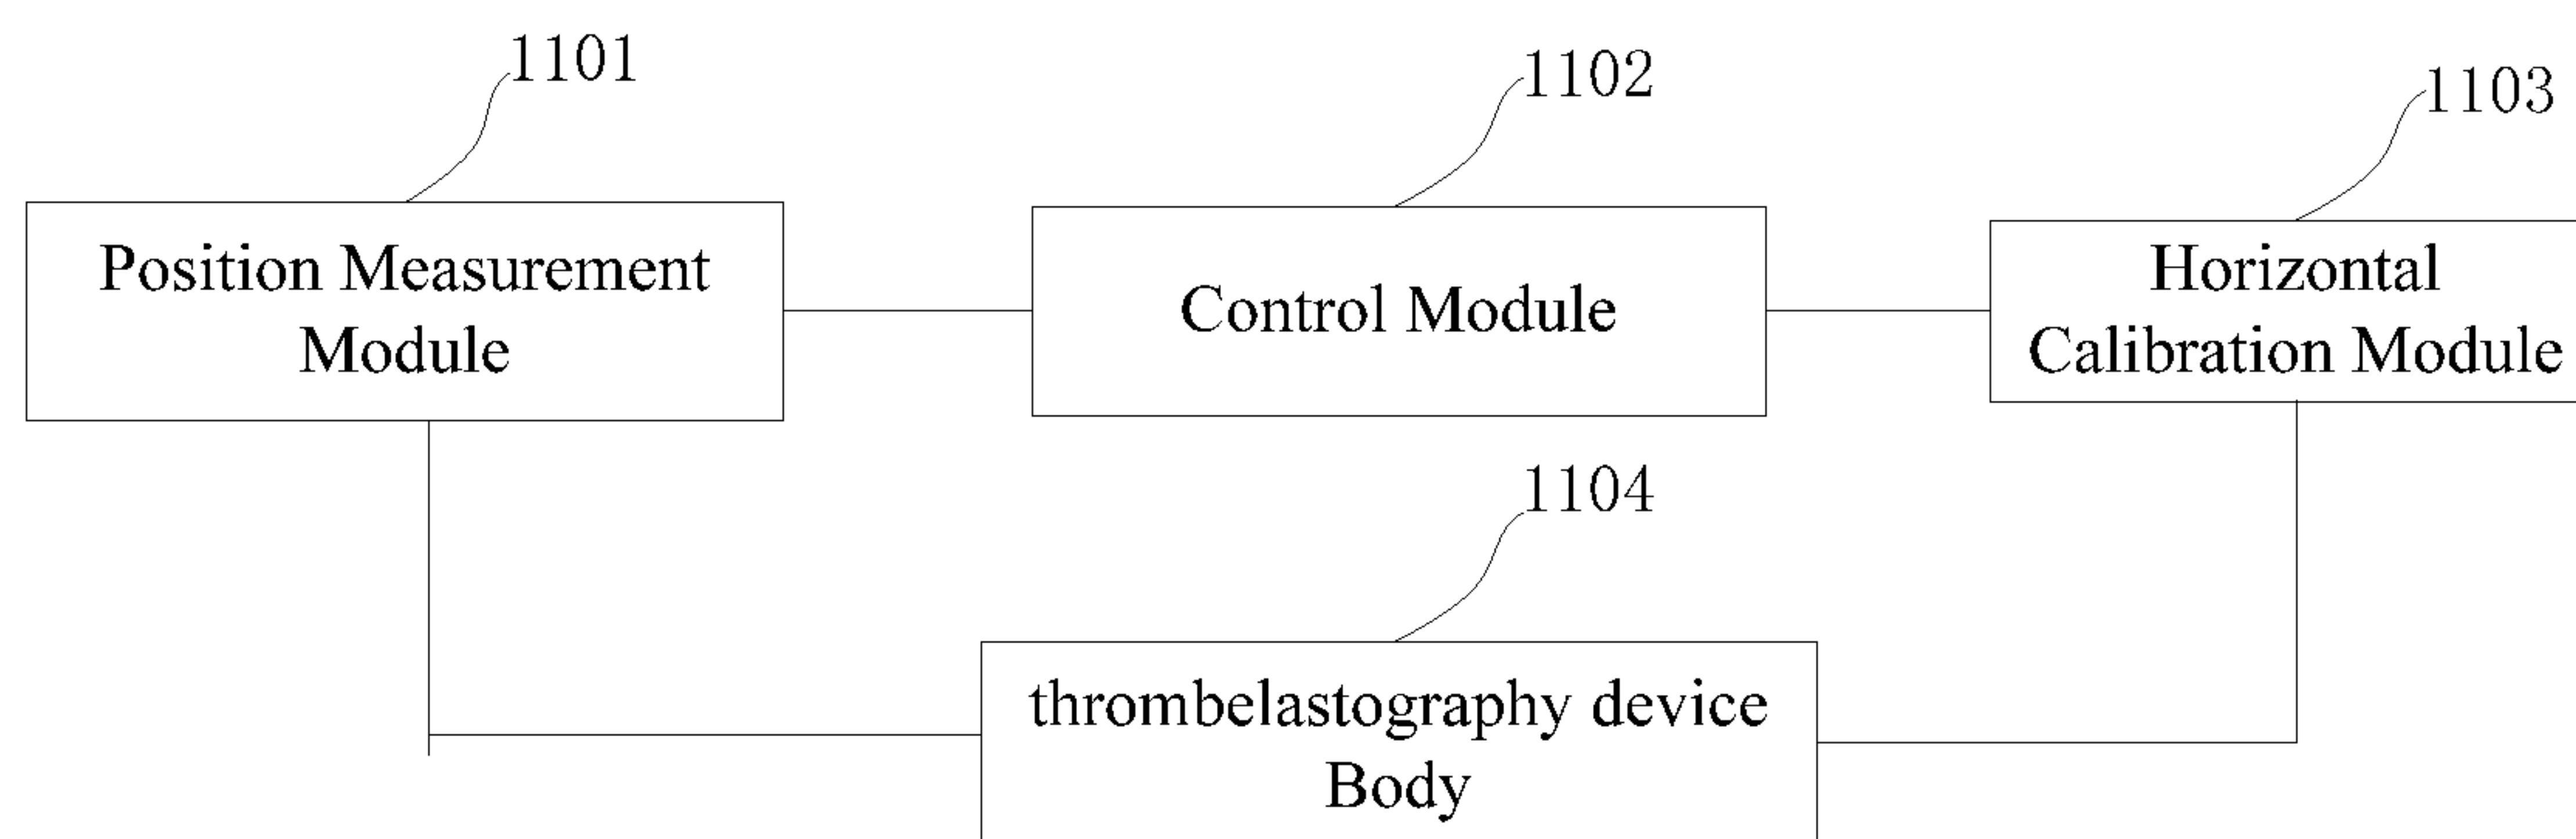 1101
1102
1103
Position Measurement
Module
Control Module
Horizontal
Calibration Module
1104
thrombelastography device
Body